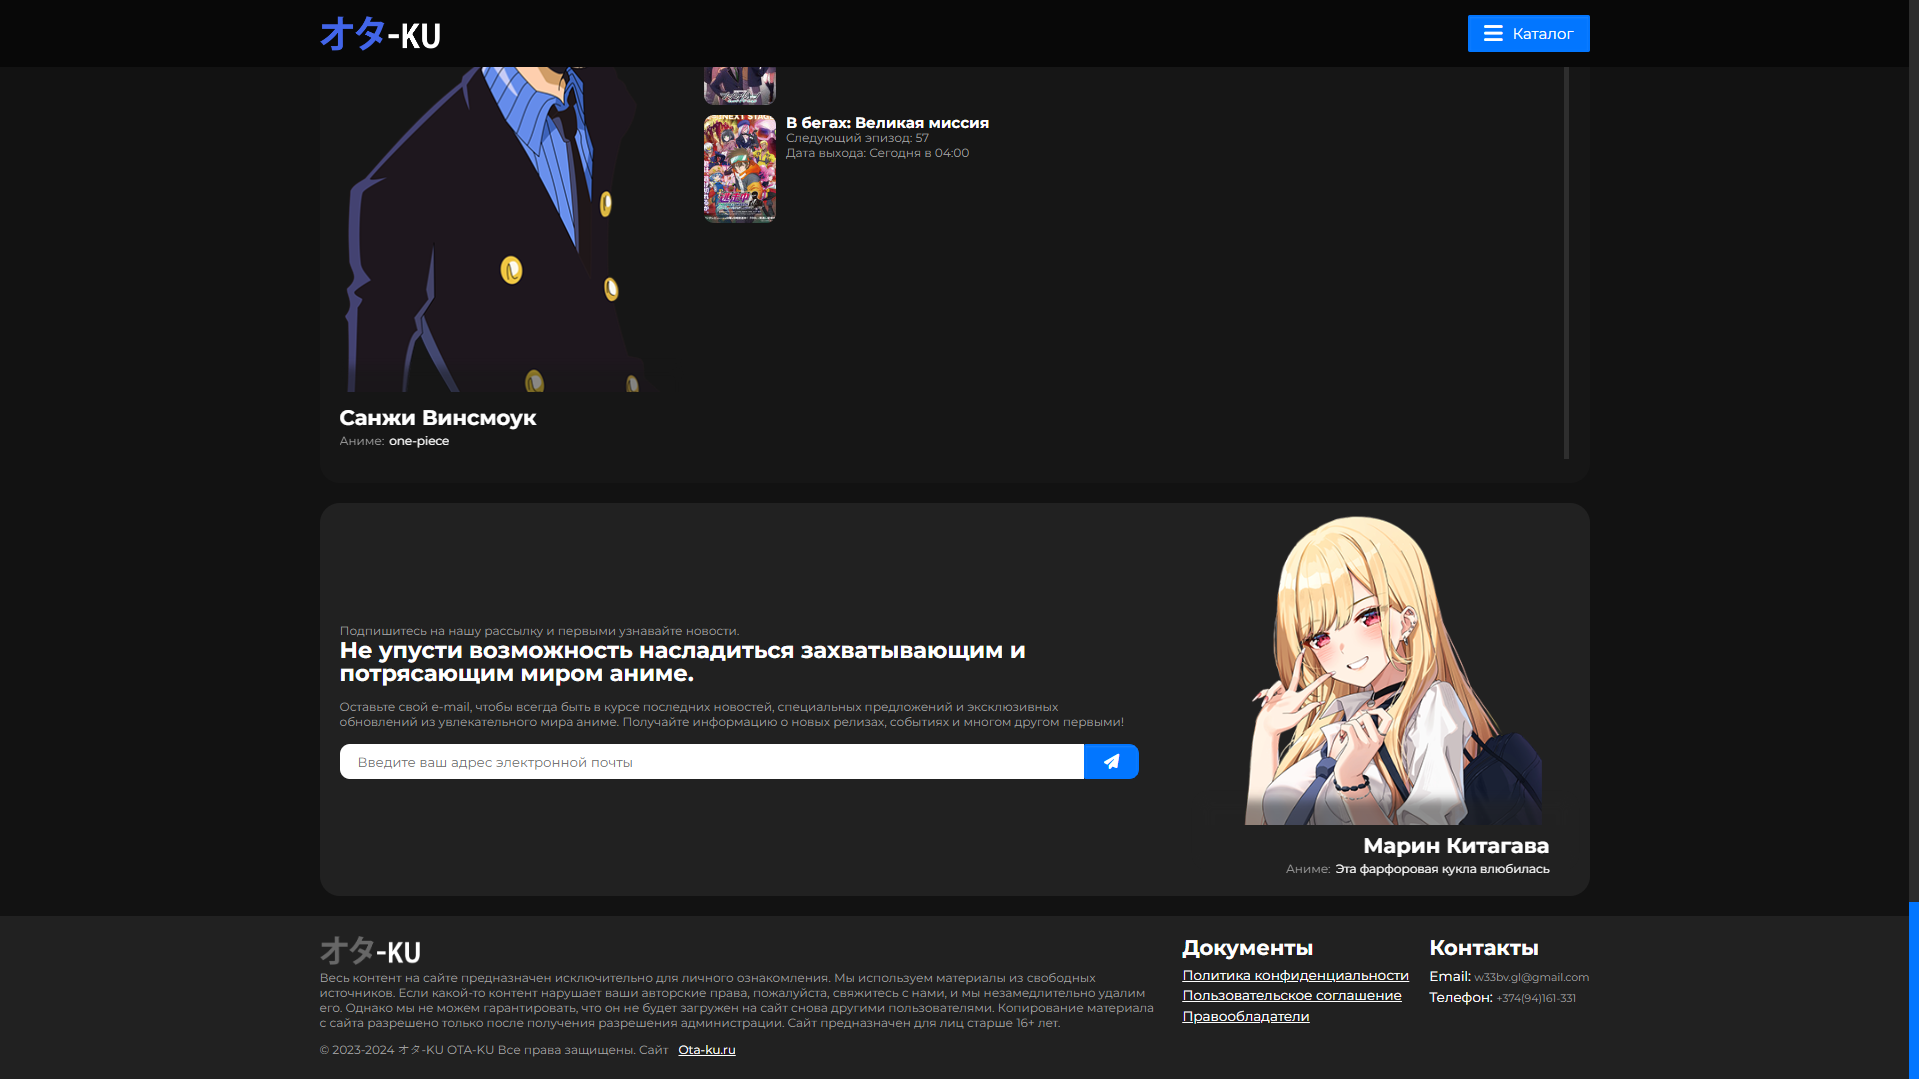 オタ-KU
Каталог
NEXT STAG
В бегах: Великая миссия
Следующий эпизод: 57
Дата выхода: Сегодня в 04:00
Санжи Винсмоук
Аниме: one-piece
Подпишитесь на нашу рассылку и первыми узнавайте новости.
Не упусти возможность насладиться захватывающим и
потрясающим миром аниме.
Оставьте свой e-mail, чтобы всегда быть в курсе последних новостей, специальных предложений и эксклюзивных
обновлений из увлекательного мира аниме. Получайте информацию о новых релизах, событиях и многом другом первыми!
Введите ваш адрес электронной почты
Марин Китагава
Аниме: Эта фарфоровая кукла влюбилась
オタ-KU
Весь контент на сайте предназначен исключительно для личного ознакомления. Мы используем материалы из свободных
источников. Если какой-то контент нарушает ваши авторские права, пожалуйста, свяжитесь с нами, и мы незамедлительно удалим
его. Однако мы не можем гарантировать, что он не будет загружен на сайт снова другими пользователями. Копирование материала
с сайта разрешено только после получения разрешения администрации. Сайт предназначен для лиц старше 16+ лет.
© 2023-2024 オタ-KU OTA-KU Все права защищены. Сайт Ota-ku.ru
Документы
Политика конфиденциальности
Пользовательское соглашение
Правообладатели
Контакты
Email: w33bv.gl@gmail.com
Телефон: +374(94)161-331